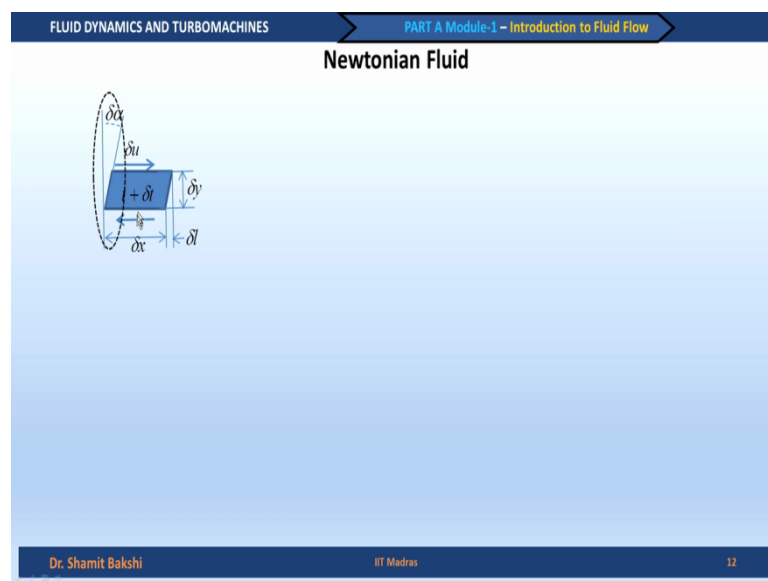 FLUID DYNAMICS AND TURBOMACHINES
PART A Module-1 – Introduction to Fluid Flow
Newtonian Fluid
δα
δu
t + δt
δy
δx
δl
Dr. Shamit Bakshi
IIT Madras
12